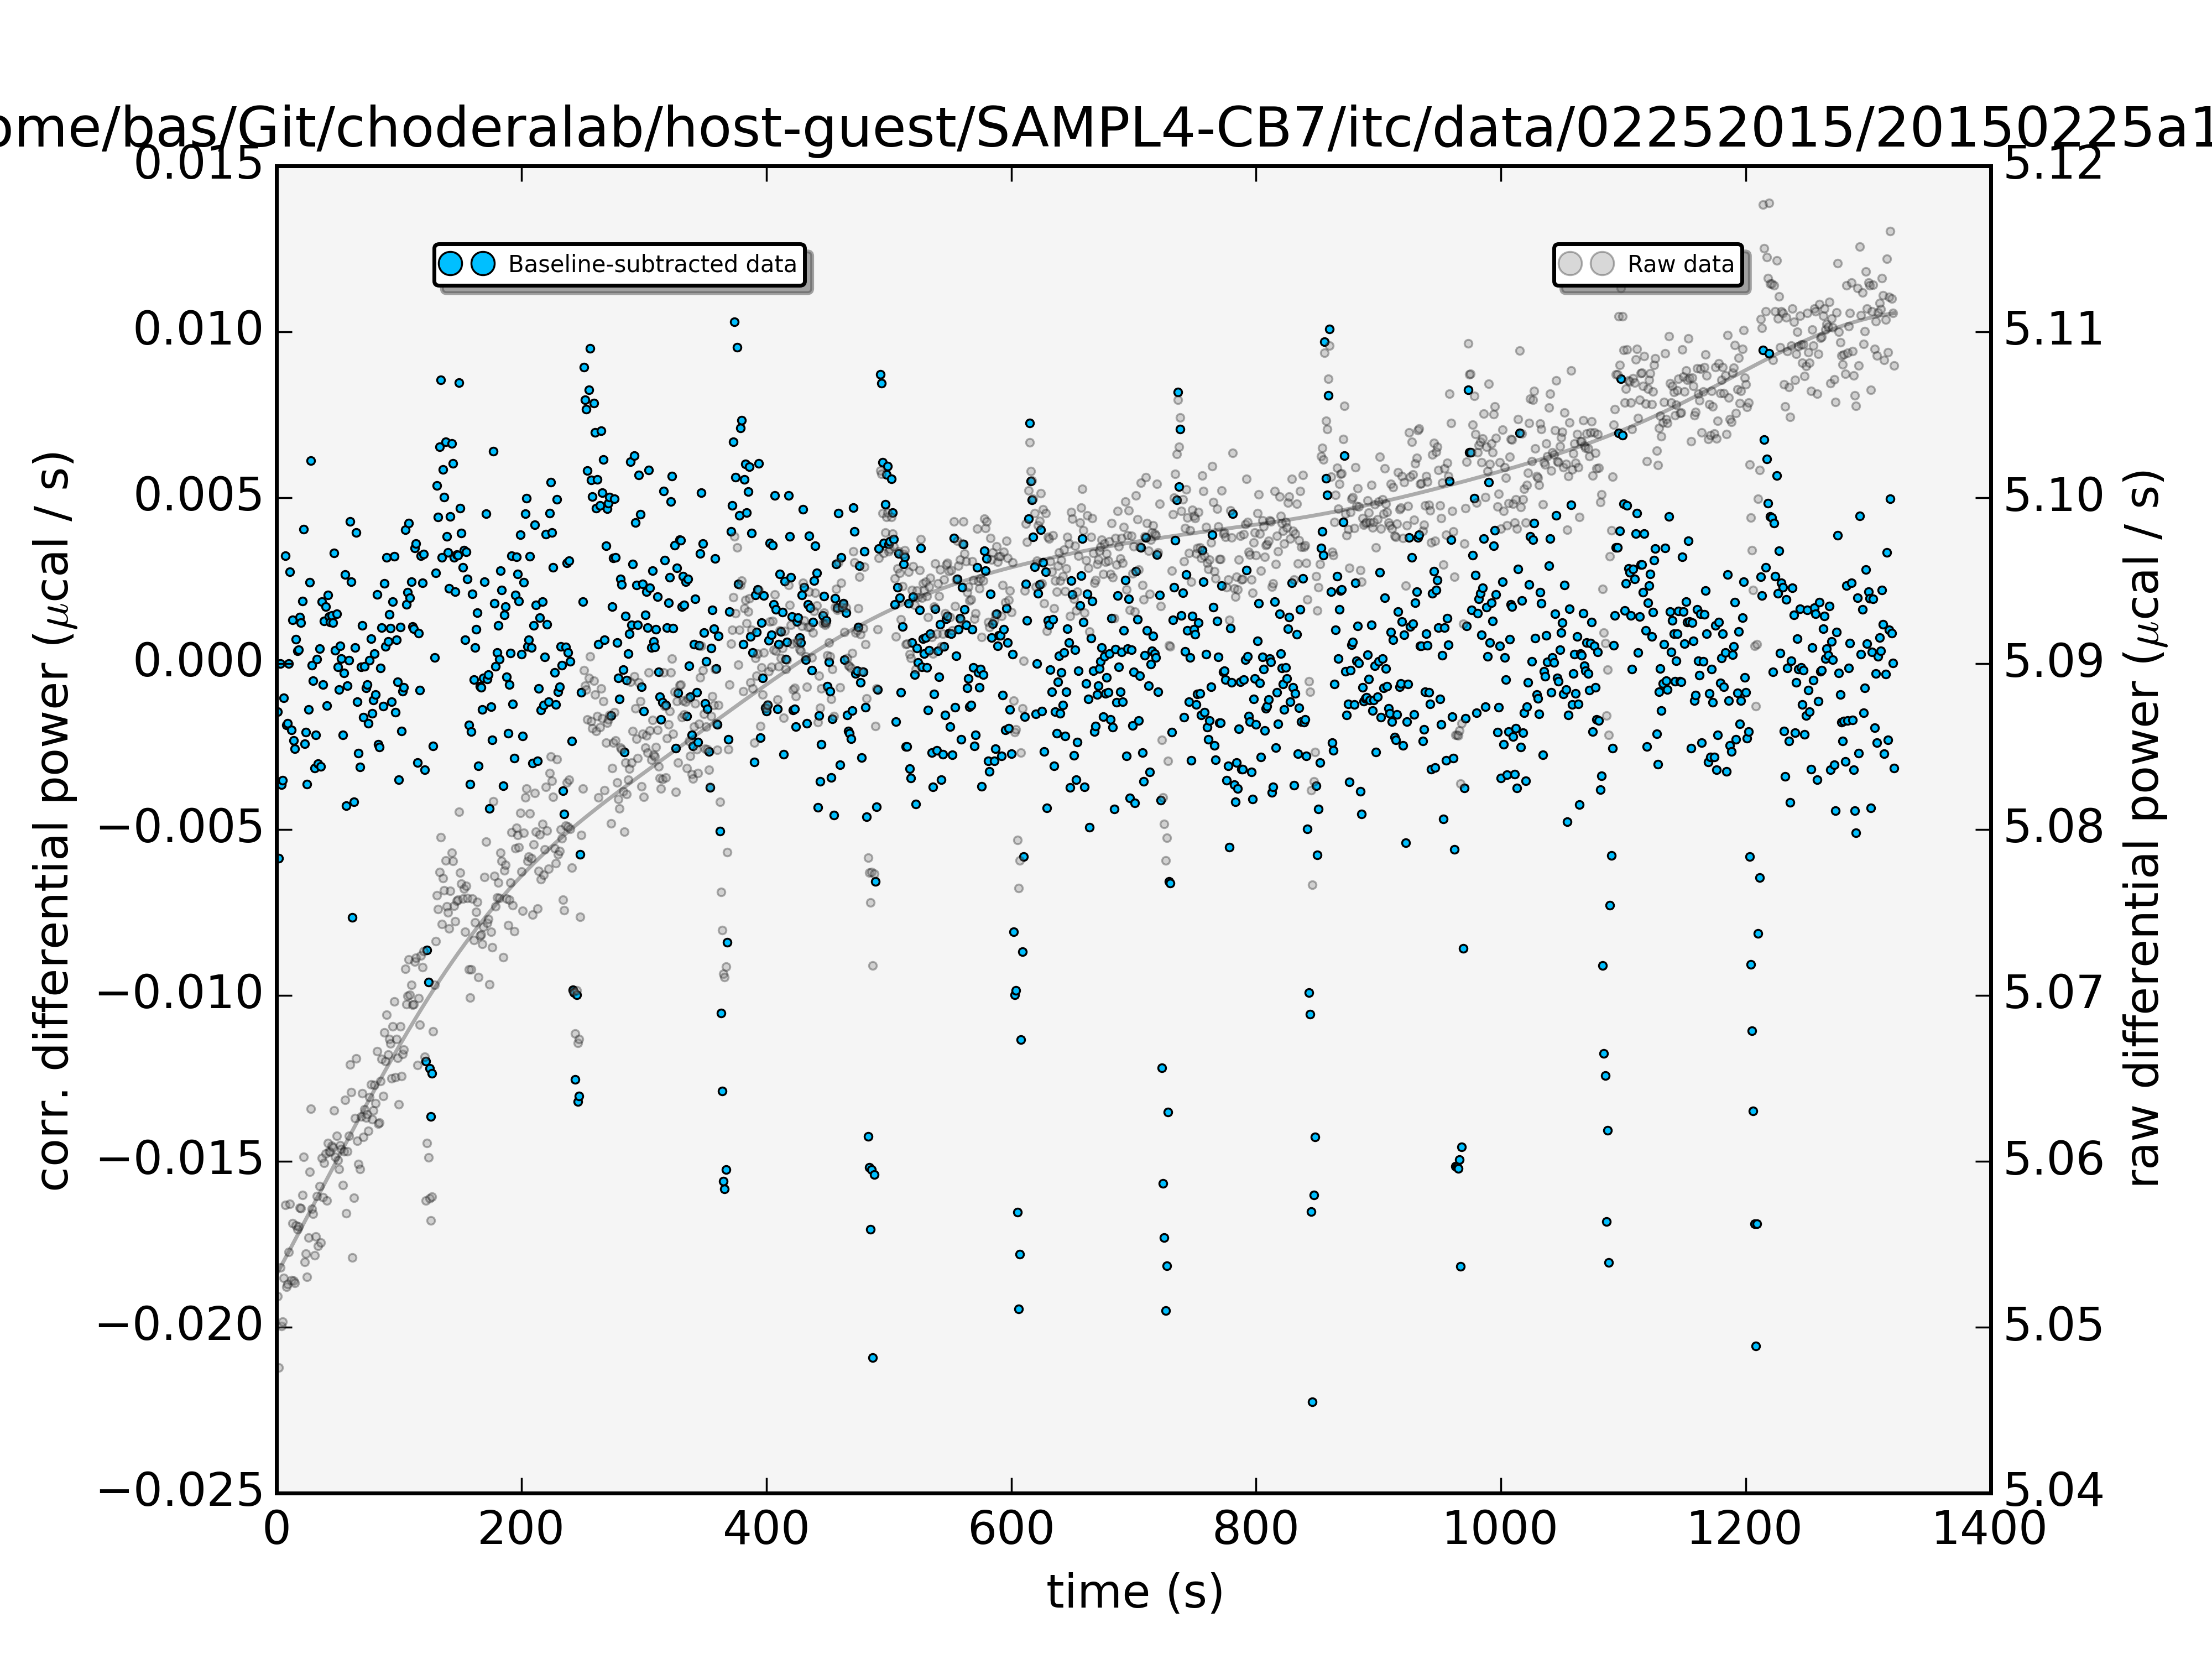 ome/bas/Git/choderalab/host-guest/SAMPL4-CB7/itc/data/02252015/20150225a1
0.015
0.010
0.005
0.000
−0.005
−0.010
−0.015
−0.020
−0.025
corr. differential power (μcal / s)
Baseline-subtracted data
Raw data
5.12
5.11
5.10
5.09
5.08
5.07
5.06
5.05
5.04
raw differential power (μcal / s)
0 200 400 600 800 1000 1200 1400
time (s)